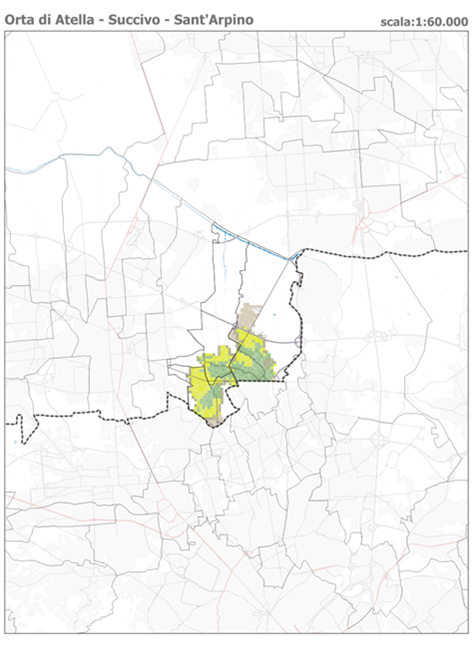 Orta di Atella - Succivo - Sant'Arpino
scala:1:60.000